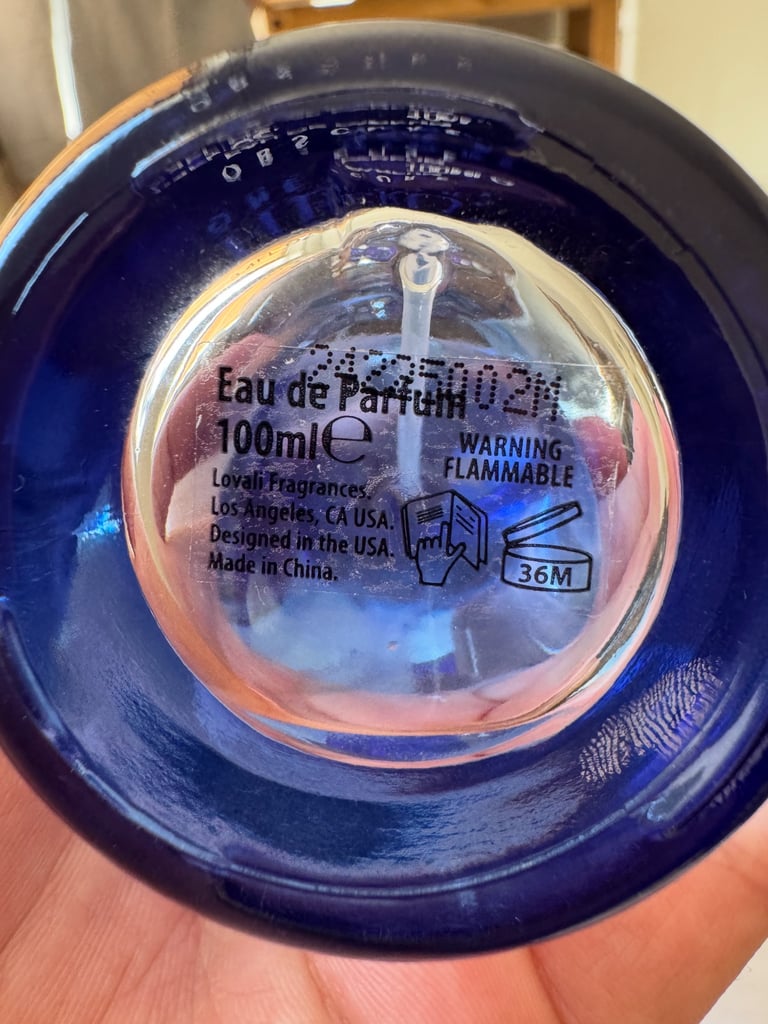 24225A02M
Eau de Parfum
100ml℮
WARNING
FLAMMABLE
Lovali Fragrances.
Los Angeles, CA USA.
Designed in the USA.
Made in China.
36M